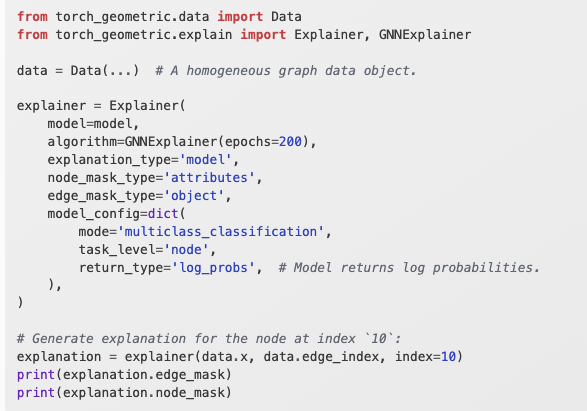 from torch_geometric.data import Data
from torch_geometric.explain import Explainer, GNNExplainer

data = Data(...)  # A homogeneous graph data object.

explainer = Explainer(
    model=model,
    algorithm=GNNExplainer(epochs=200),
    explanation_type='model',
    node_mask_type='attributes',
    edge_mask_type='object',
    model_config=dict(
        mode='multiclass_classification',
        task_level='node',
        return_type='log_probs',  # Model returns log probabilities.
    ),
)

# Generate explanation for the node at index `10`:
explanation = explainer(data.x, data.edge_index, index=10)
print(explanation.edge_mask)
print(explanation.node_mask)